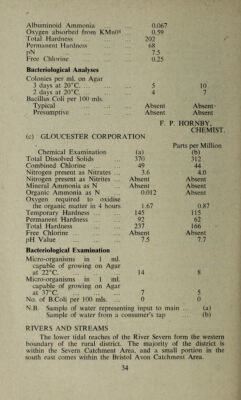 Albuminoid Ammonia ... 0.067
Oxygen absorbed from KMn0⁴ ... 0.59
Total Hardness ... 202
Permanent Hardness ... 68
pN ... 7.5
Free Chlorine ... 0.25
Bacteriological Analyses
Colonies per ml. on Agar
3 days at 20°C. ... 5 10
2 days at 20°C. ... 4 7
Bacillus Coli per 100 mls.
Typical Absent Absent
Presumptive Absent Absent
F. P. HORNBY,
CHEMIST.
(c) GLOUCESTER CORPORATION
Parts per Million
Chemical Examination (a) (b)
Total Dissolved Solids ... 370 312
Combined Chlorine ... 49 44
Nitrogen present as Nitrates ... 3.6 4.0
Nitrogen present as Nitrites ... Absent Absent
Mineral Ammonia as N Absent Absent
Organic Ammonia as N 0.012 Absent
Oxygen required to oxidise
the organic matter in 4 hours 1.67 0.87
Temporary Hardness ... 145 115
Permanent Hardness ... 92 62
Total Hardness ... 237 166
Free Chlorine ... Absent Absent
pH Value ... 7.5 7.7
Bacteriological Examination
Micro-organisms in 1 ml.
capable of growing on Agar
at 22°C. ... 14 8
Micro-organisms in 1 ml.
capable of growing on Agar
at 37°C. ... 7 5
No. of B.Coli per 100 mls. ... 0 0
N.B. Sample of water representing input to main ... (a)
Sample of water from a consumer's tap ... (b)
RIVERS AND STREAMS
The lower tidal reaches of the River Severn form the western
boundary of the rural district. The majority of the district is
within the Severn Catchment Area, and a small portion in the
south east comes within the Bristol Avon Catchment Area.
34